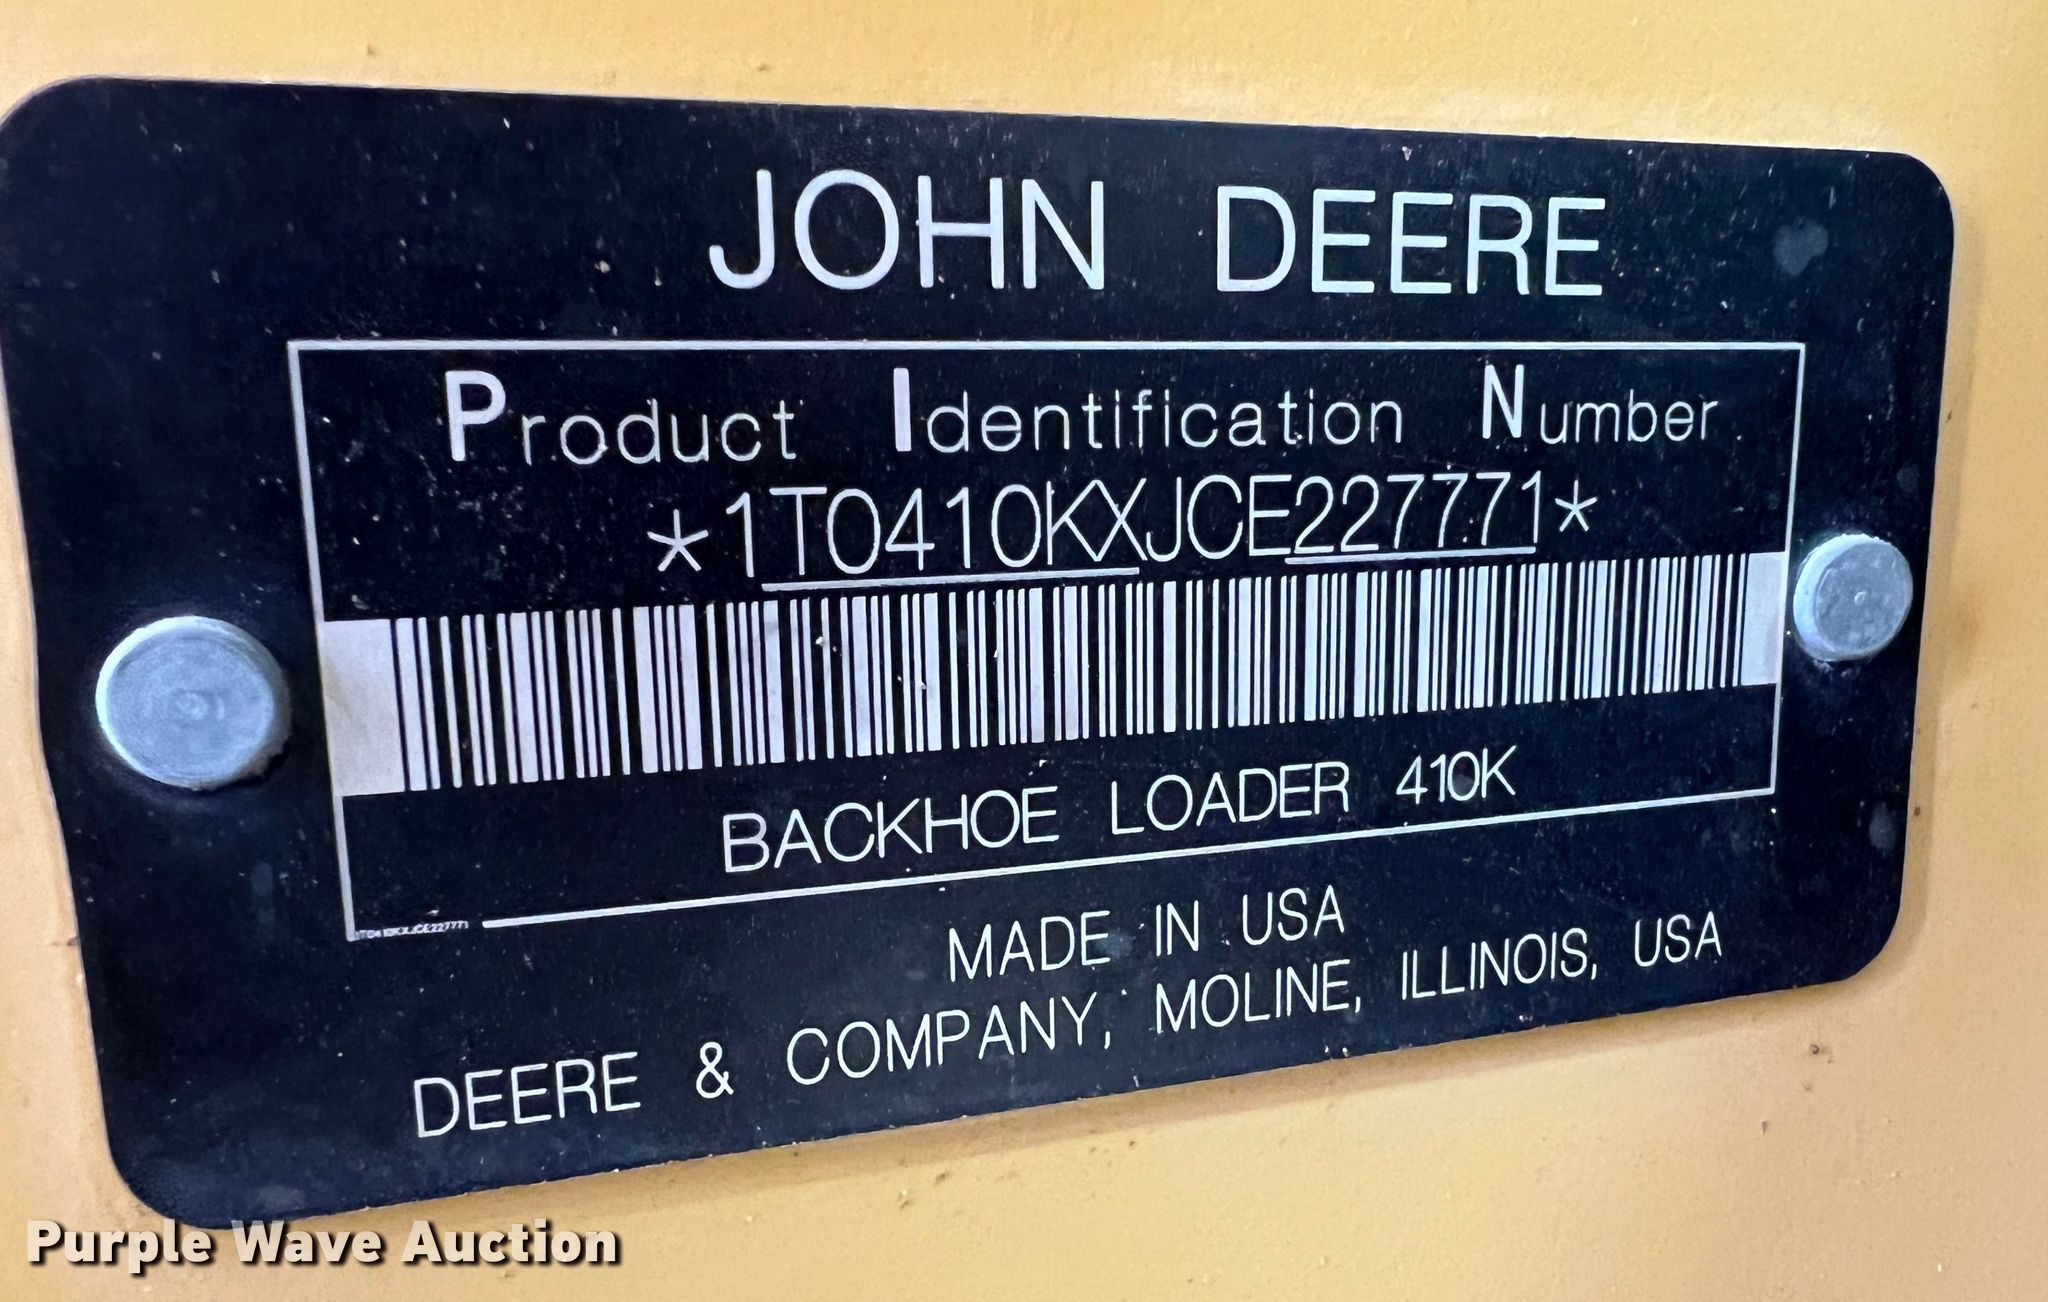 JOHN DEERE
Product Identification Number
*1T0410KXJCE227771*
BACKHOE LOADER 410K
1T0410KXJCE227771
MADE IN USA
DEERE & COMPANY, MOLINE, ILLINOIS, USA
Purple Wave Auction